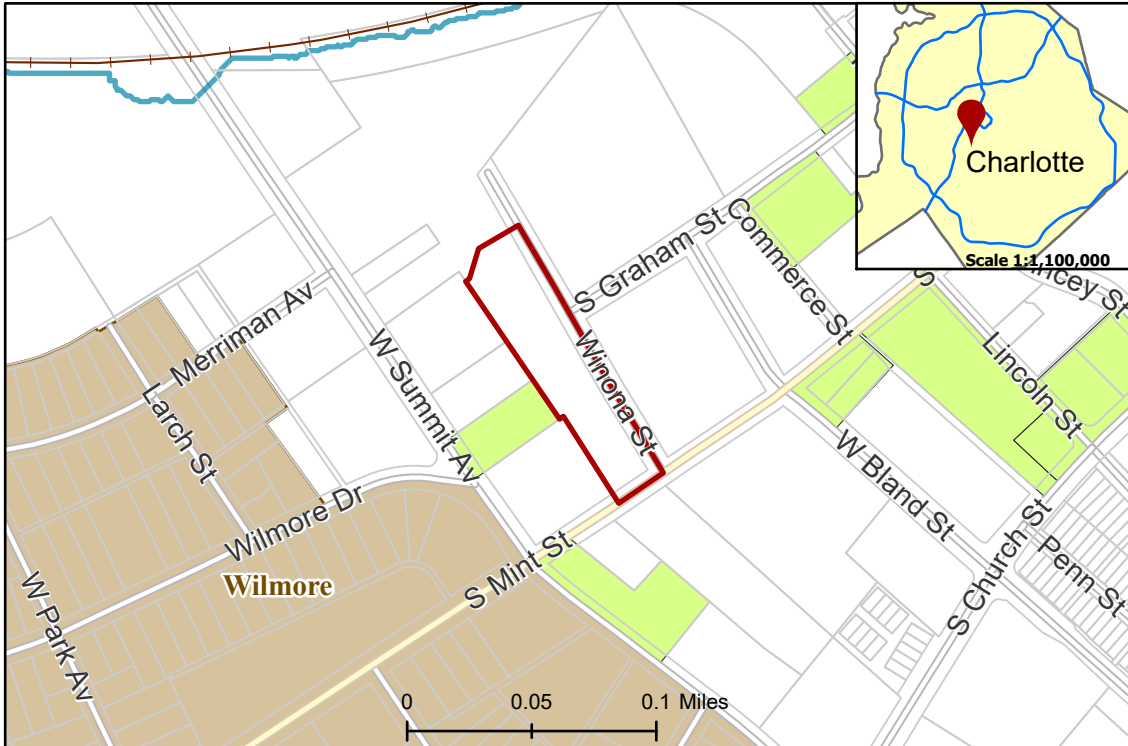 Charlotte
Scale 1:1,100,000
S Graham St
Commerce St
S
Lincoln St
Merriman Av
W Summit Av
Winona St
Larch St
W Bland St
Wilmore Dr
S Mint St
S Church St
Penn St
Wilmore
W Park Av
0 0.05 0.1 Miles